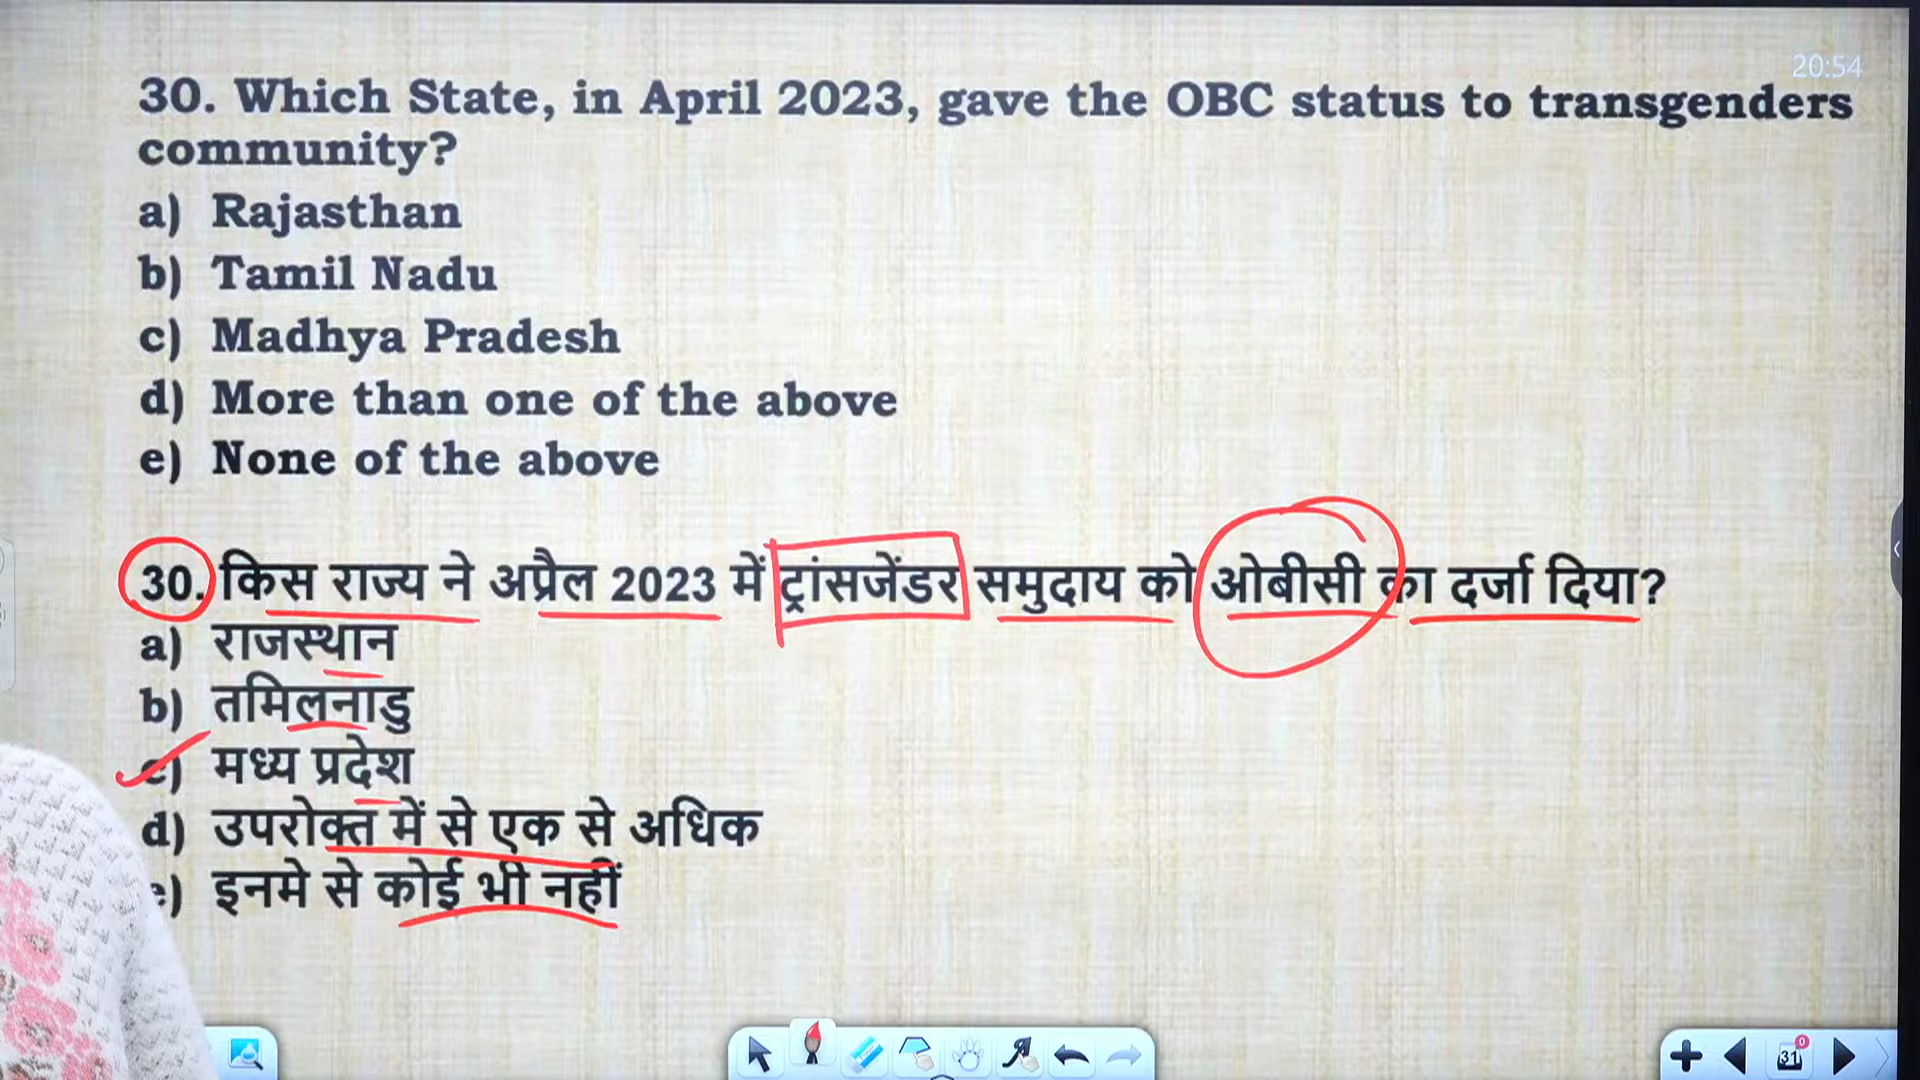 20:54
30. Which State, in April 2023, gave the OBC status to transgenders
community?
a) Rajasthan
b) Tamil Nadu
c) Madhya Pradesh
d) More than one of the above
e) None of the above
30. किस राज्य ने अप्रैल 2023 में ट्रांसजेंडर समुदाय को ओबीसी का दर्जा दिया?
a) राजस्थान
b) तमिलनाडु
c) मध्य प्रदेश
d) उपरोक्त में से एक से अधिक
e) इनमे से कोई भी नहीं
0
31